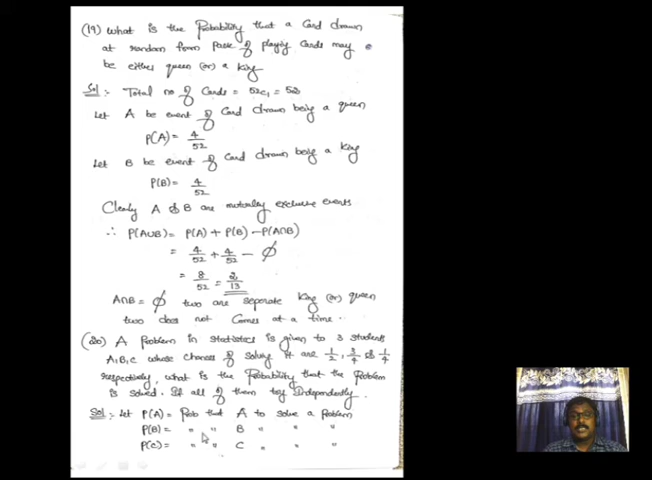 (19) What is the Probability that a Card drawn
at random from Pack of playing Cards may
be either queen (or) a King
Sol:- Total no of Cards = 52c₁ = 52
Let A be event of Card drawn being a queen
P(A) = 4/52
Let B be event of Card drawn being a King
P(B) = 4/52
Clearly A & B are mutually exclusive events
∴ P(A∪B) = P(A) + P(B) - P(A∩B)
= 4/52 + 4/52 - ϕ
= 8/52 = 2/13
A∩B = ϕ two are separate King (or) queen
two does not Comes at a time.
(20) A Problem in statistics is given to 3 students
A, B, C whose chances of solving it are 1/2, 3/4 & 1/4
respectively, what is the Probability that the Problem
is solved. If all of them try Independently.
Sol:- Let P(A) = Prob that A to solve a Problem
P(B) = " " B " " "
P(C) = " " C " " "